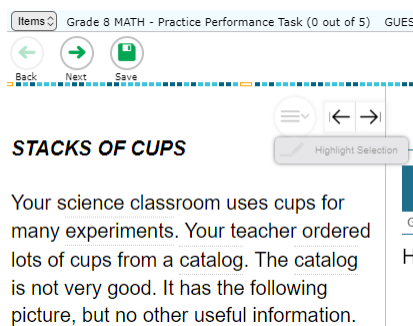 Items Grade 8 MATH - Practice Performance Task (0 out of 5) GUES
Back Next Save
Highlight Selection
STACKS OF CUPS
Your science classroom uses cups for
many experiments. Your teacher ordered
lots of cups from a catalog. The catalog
is not very good. It has the following
picture, but no other useful information.
H